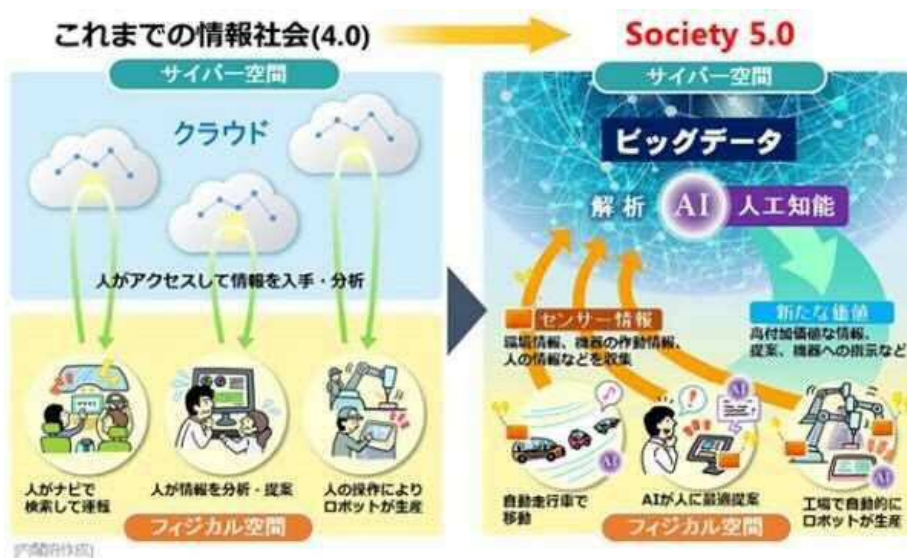 これまでの情報社会(4.0)
Society 5.0
サイバー空間
クラウド
人がアクセスして情報を入手・分析
人がナビで
検索して運転
人が情報を分析・提案
人の操作により
ロボットが生産
フィジカル空間
サイバー空間
ビッグデータ
解析 AI 人工知能
センサー情報
環境情報、機器の作動情報、
人の情報などを収集
新たな価値
高付加価値な情報、
提案、機器への指示など
AI
AI
自動走行車で
移動
AIが人に最適提案
工場で自動的に
ロボットが生産
フィジカル空間
[内閣府作成]